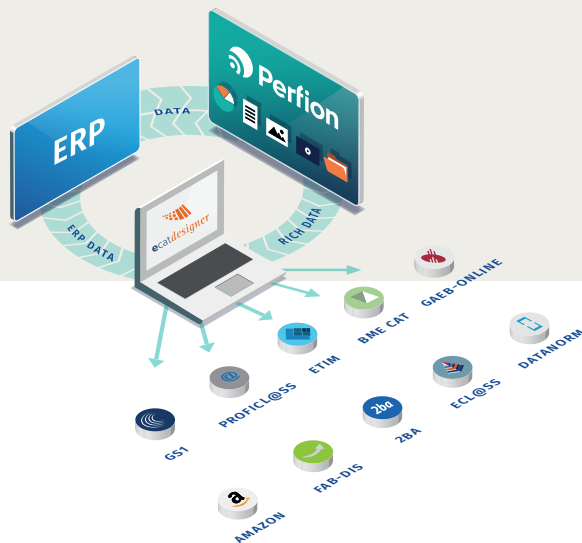 Perfion
DATA
ERP
ecatdesigner
ERP DATA
RICH DATA
GAEB-ONLINE
BME CAT
DATANORM
ETIM
ECL@SS
PROFICL@SS
2ba
2BA
GS1
FAB-DIS
a
AMAZON
@